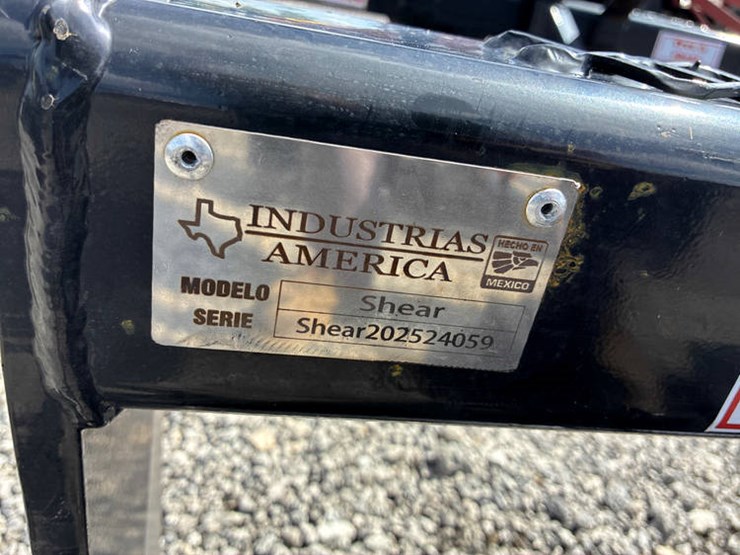 INDUSTRIAS
AMERICA
HECHO EN
MEXICO
MODELO Shear
SERIE Shear202524059